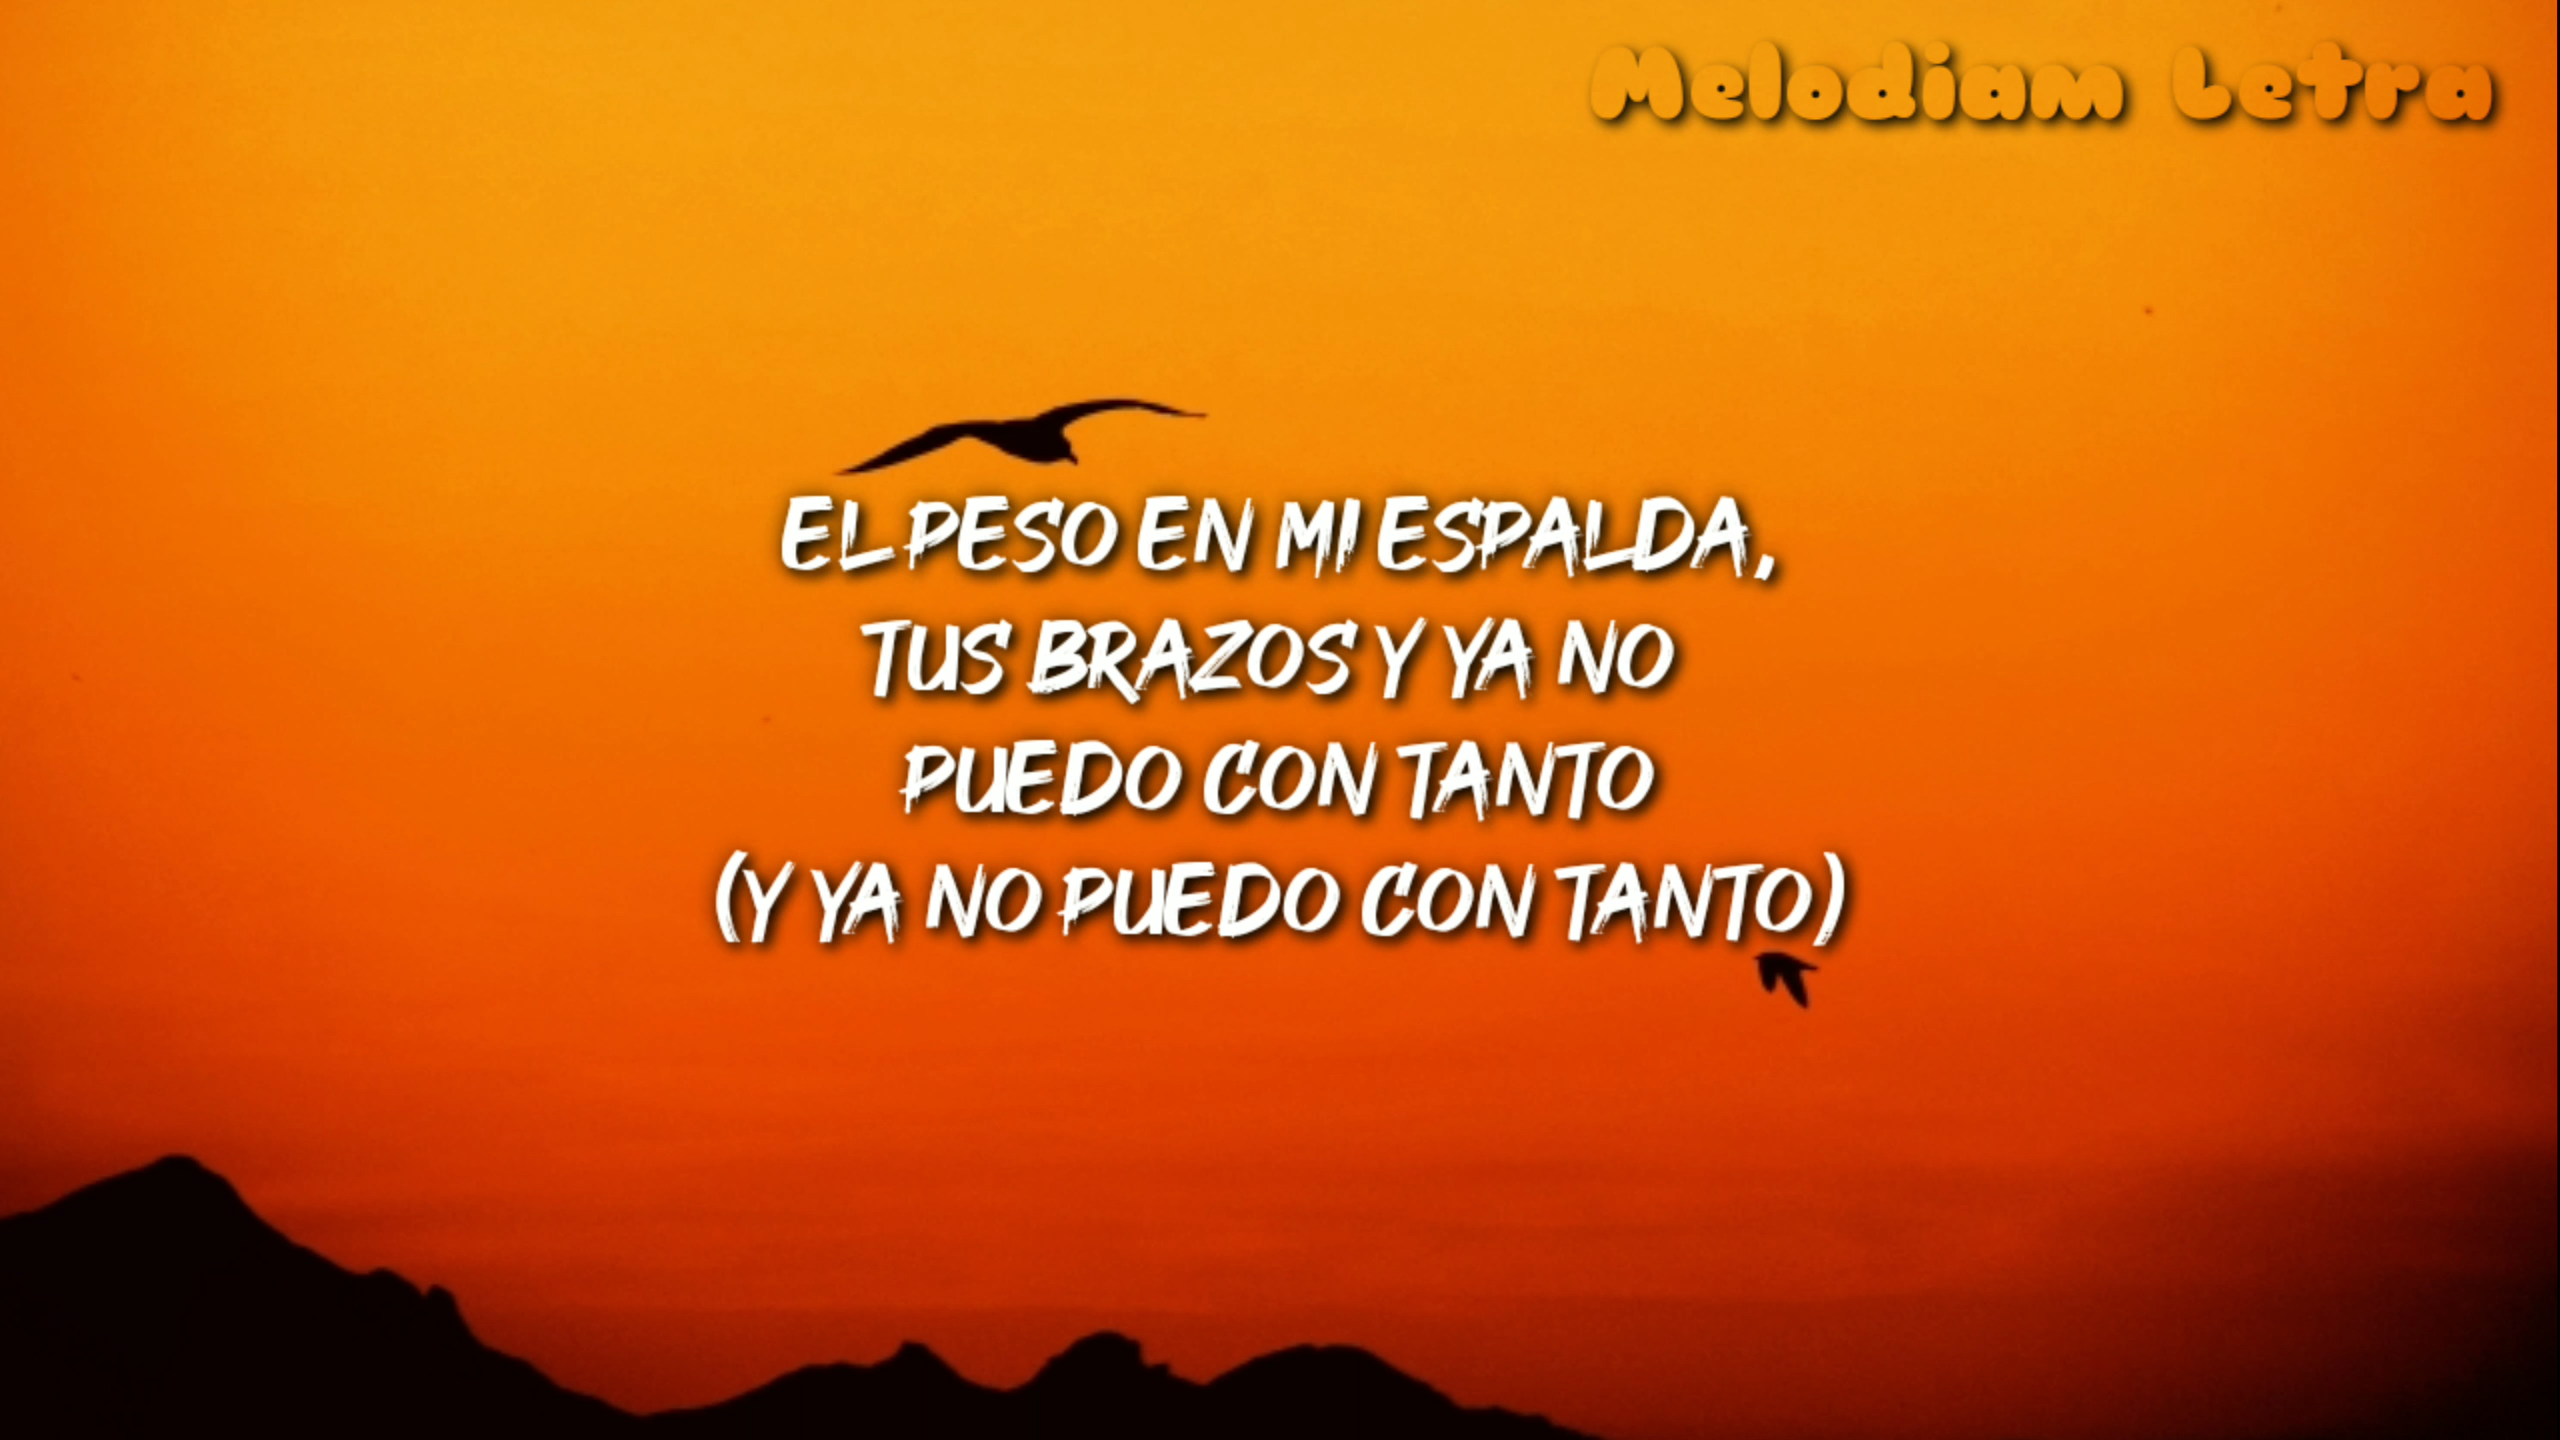 Melodiam Letra
EL PESO EN MI ESPALDA,
TUS BRAZOS Y YA NO
PUEDO CON TANTO
(Y YA NO PUEDO CON TANTO)